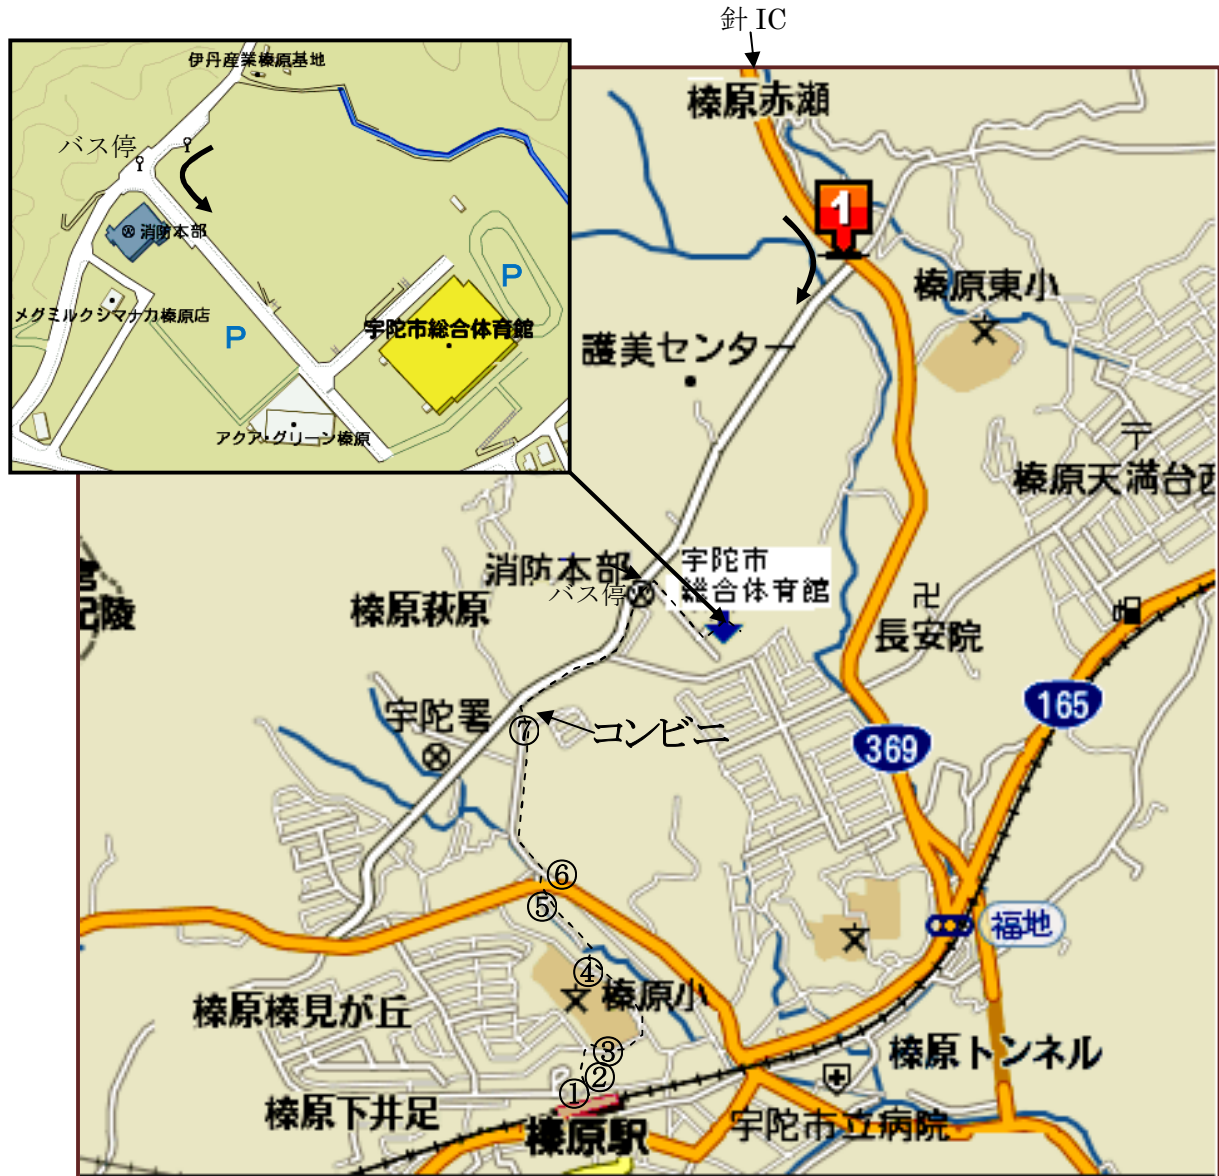 針IC
伊丹産業榛原基地
バス停
消防本部
メグミルクシマナカ榛原店
P
P
宇陀市総合体育館
アクア・グリーン榛原
榛原赤瀬
1
榛原東小
護美センター
榛原天満台西
消防本部
バス停
宇陀市
総合体育館
榛原萩原
長安院
宇陀署
コンビニ
⑦
165
369
⑥
⑤
福地
④
榛原小
榛原榛見が丘
③
②
①
榛原トンネル
榛原下井足
榛原駅
宇陀市立病院